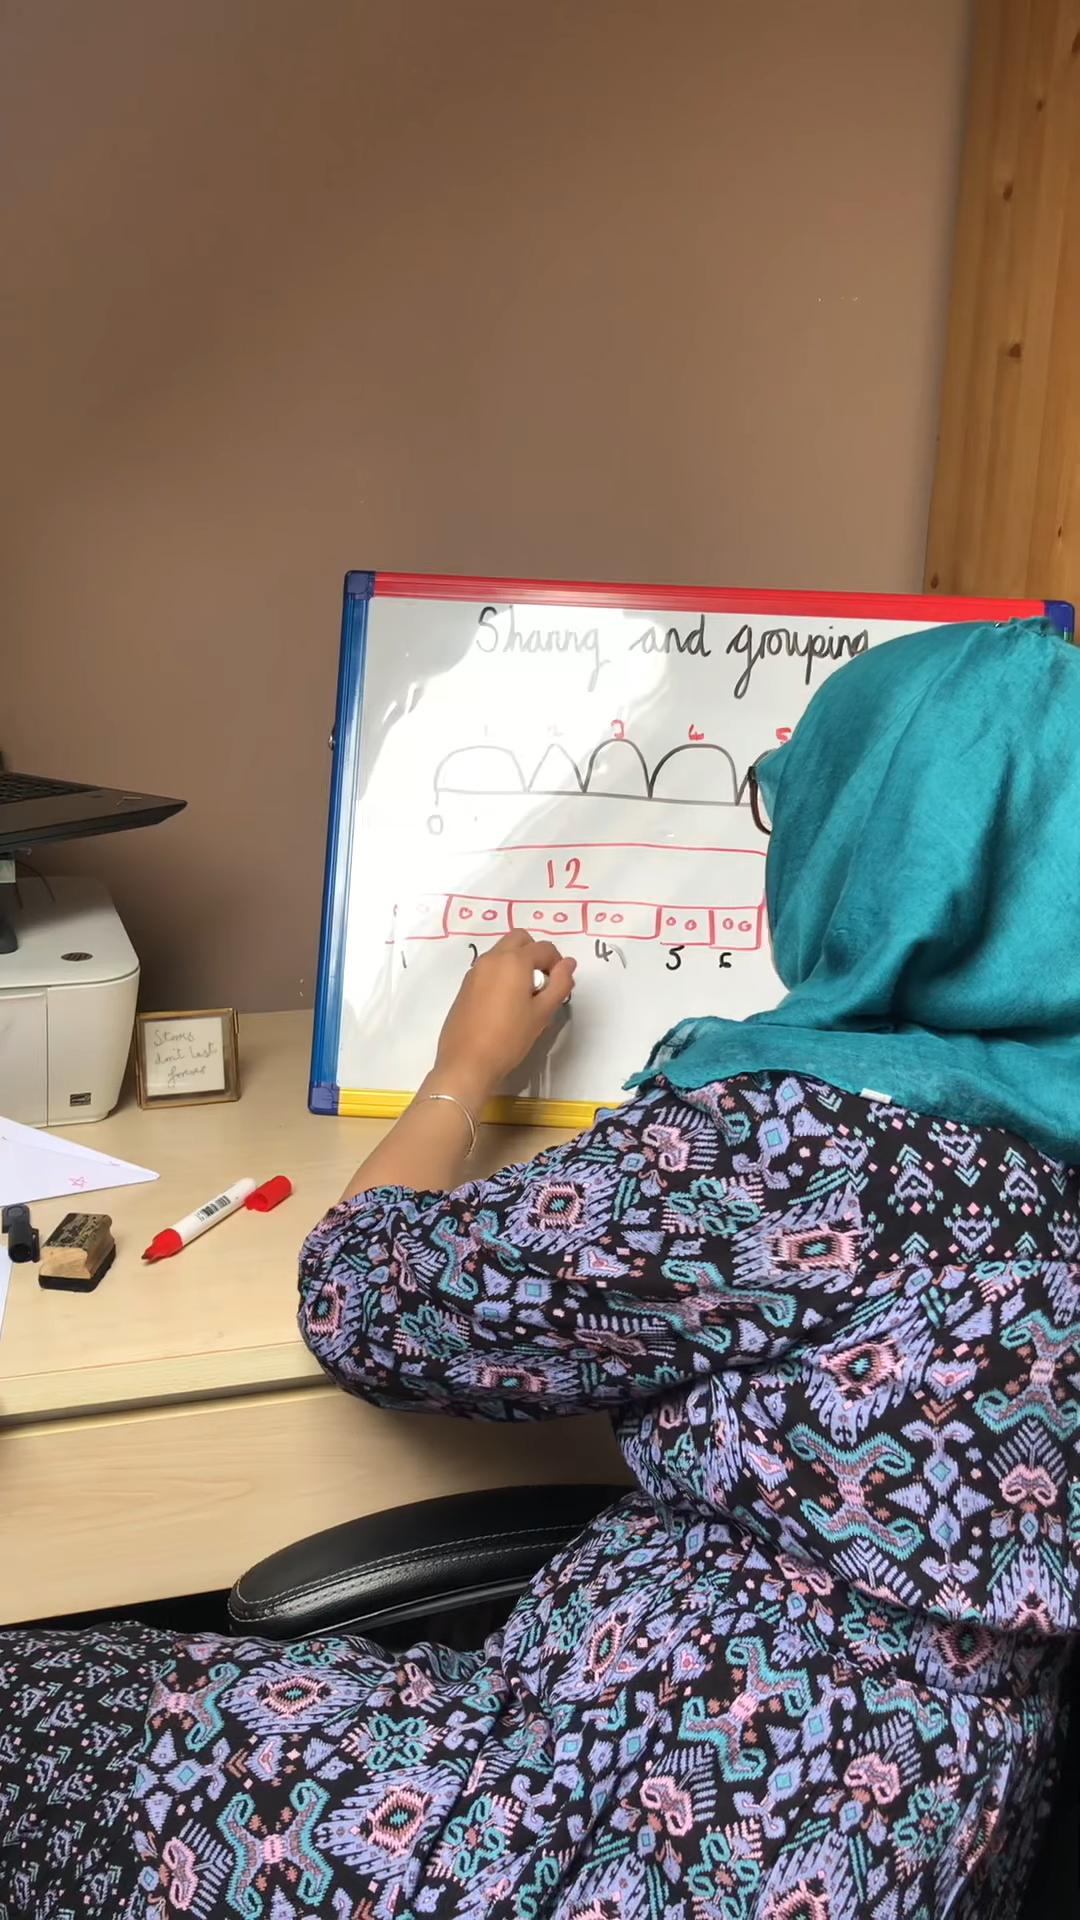 Sharing and grouping
1 2 3 4 5
0
12
1 2 4 5 6
Storms
don't last
forever